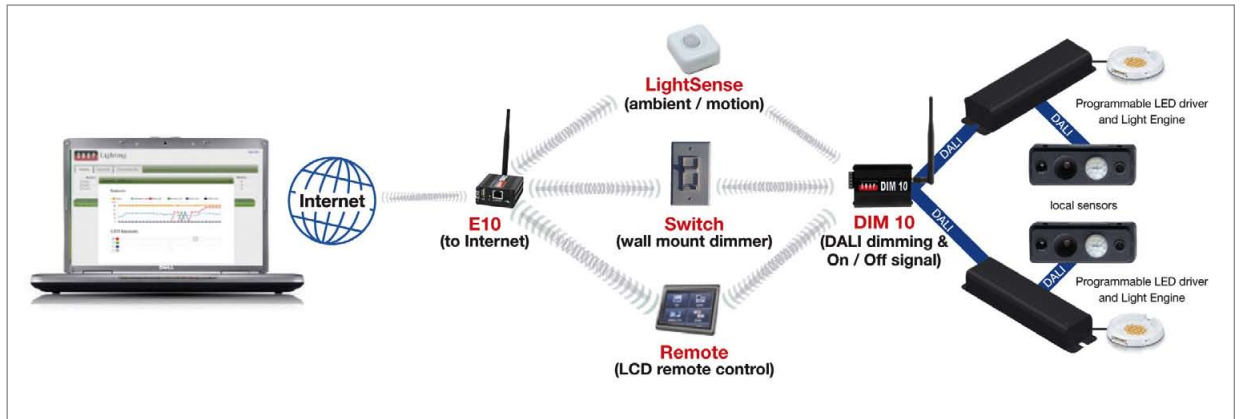 Lighting
DELL
Internet
E10
(to Internet)
LightSense
(ambient / motion)
Switch
(wall mount dimmer)
Remote
(LCD remote control)
DIM 10
DIM 10
(DALI dimming &
On / Off signal)
DALI
DALI
DALI
DALI
Programmable LED driver
and Light Engine
local sensors
Programmable LED driver
and Light Engine